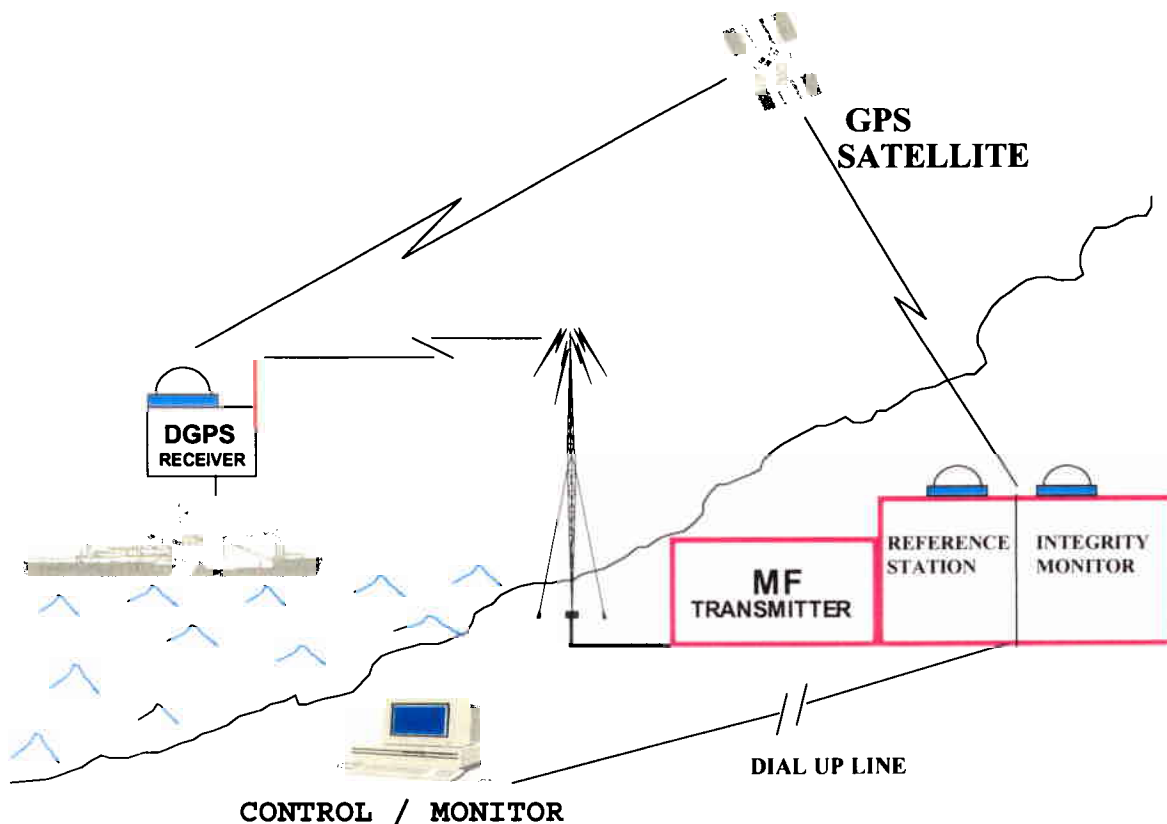 GPS
SATELLITE
DGPS
RECEIVER
MF
TRANSMITTER
REFERENCE
STATION
INTEGRITY
MONITOR
DIAL UP LINE
CONTROL / MONITOR